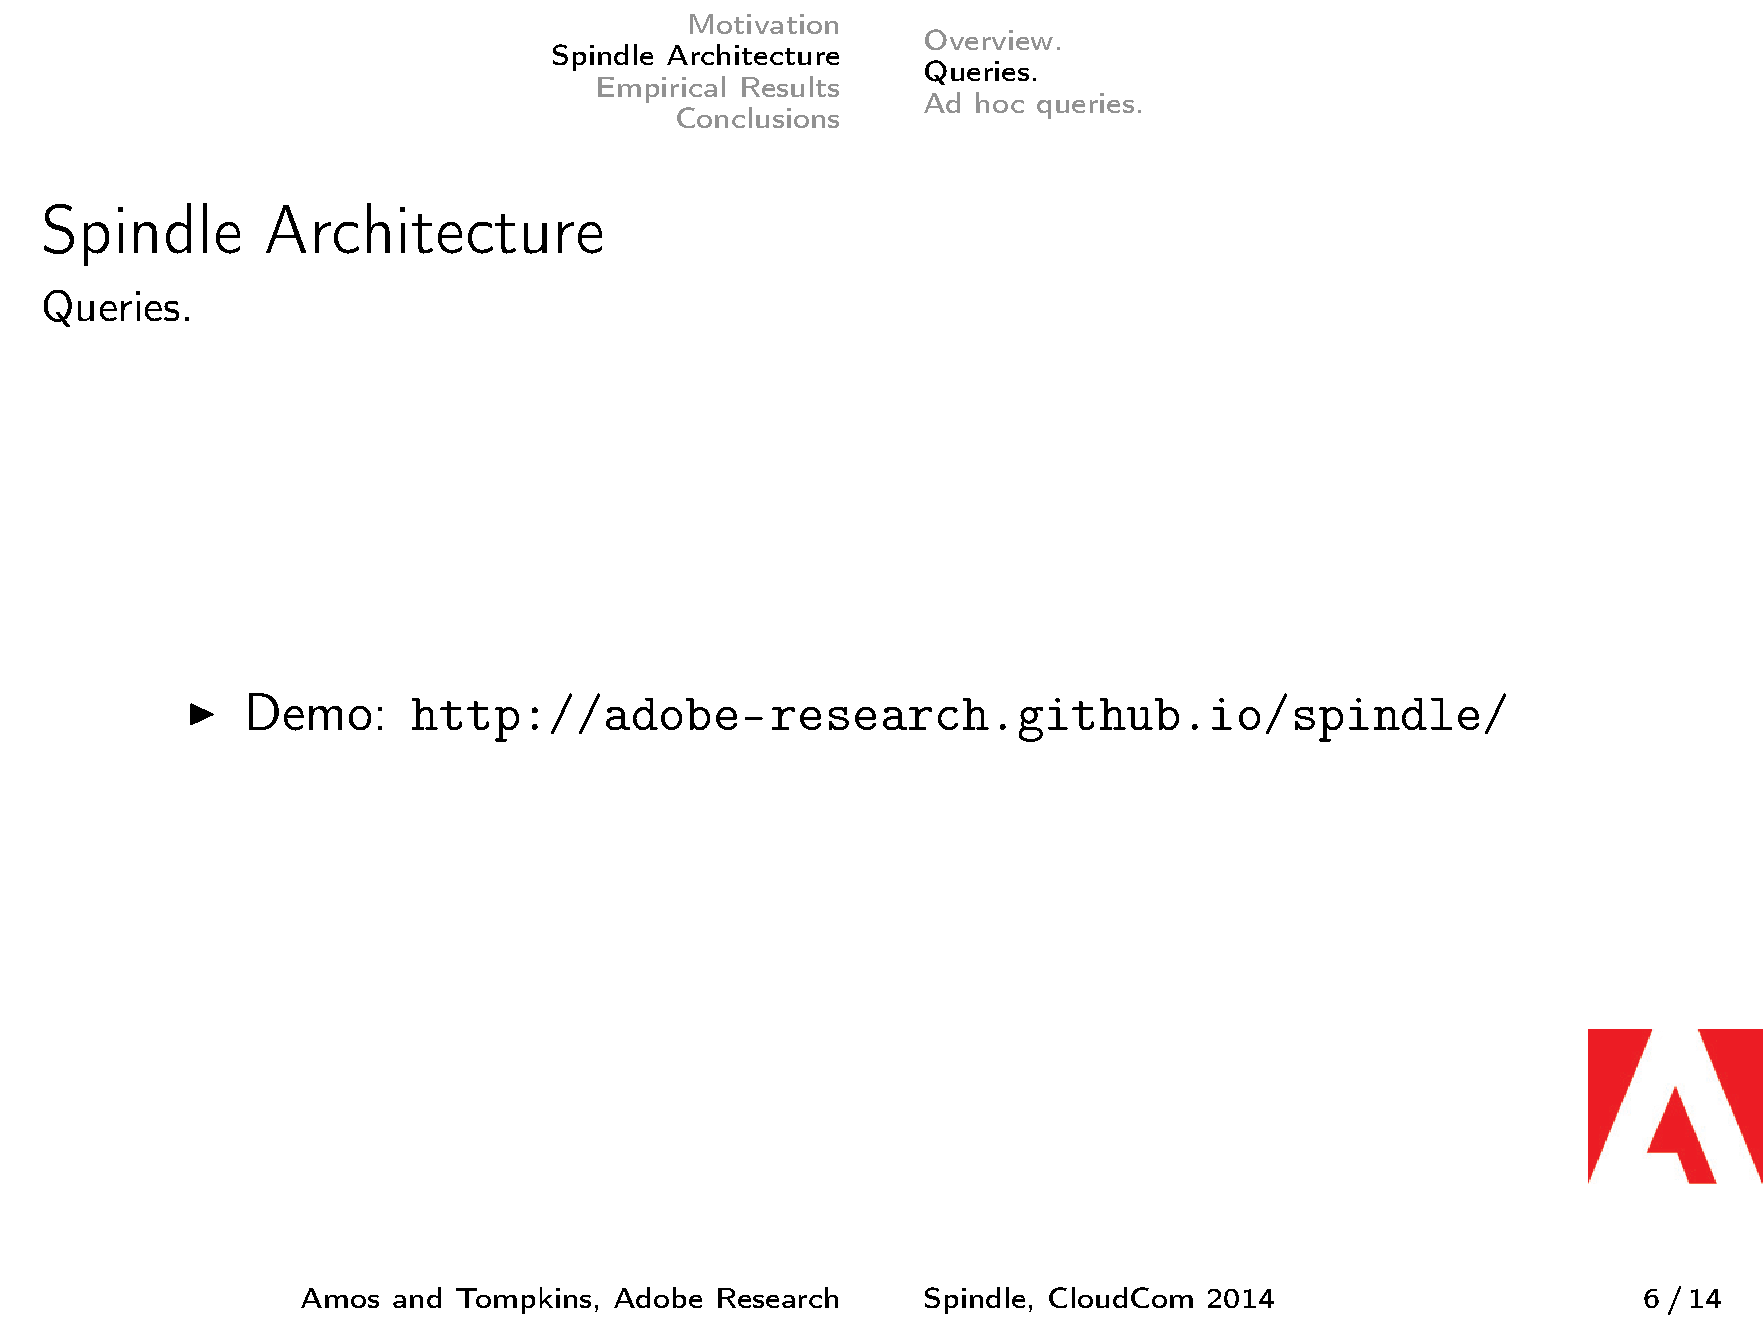 Motivation
Spindle Architecture
Empirical Results
Conclusions
Overview.
Queries.
Ad hoc queries.
Spindle Architecture
Queries.
▶ Demo: http://adobe-research.github.io/spindle/
Amos and Tompkins, Adobe Research
Spindle, CloudCom 2014
6 / 14